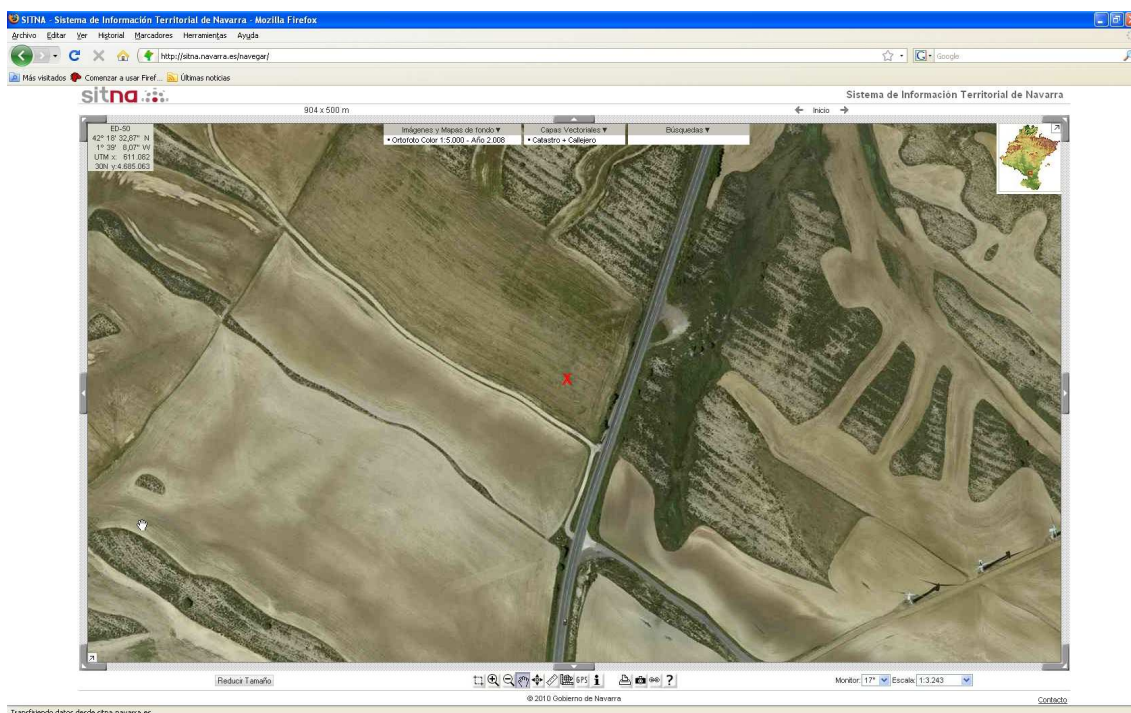 SITNA - Sistema de Información Territorial de Navarra - Mozilla Firefox
Archivo Editar Ver Historial Marcadores Herramientas Ayuda
http://sitna.navarra.es/navegar/
Google
Más visitados Comenzar a usar Firef... Últimas noticias
sitna
Sistema de Información Territorial de Navarra
904 x 500 m
Inicio
ED-50
42º 18' 32,87" N
1º 39' 8,07" W
UTM x: 611.062
30N y:4.685.063
Imágenes y Mapas de fondo ▼ Capas Vectoriales ▼ Búsquedas ▼
• Ortofoto Color 1:5.000 - Año 2.008 • Catastro + Callejero
X
Reducir Tamaño
GPS i ?
Monitor: 17" Escala: 1:3.243
© 2010 Gobierno de Navarra
Contacto
Transfiriendo datos desde sitna.navarra.es